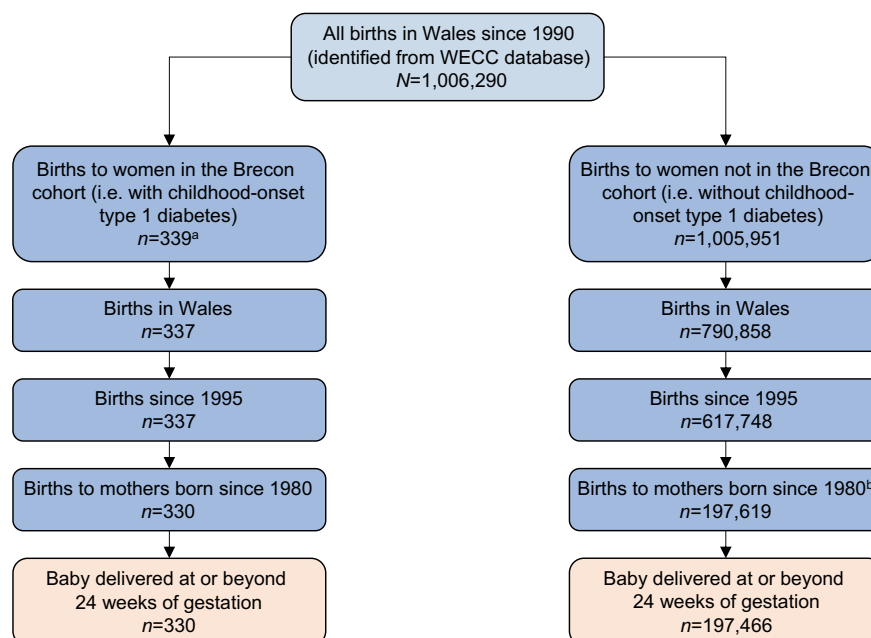 All births in Wales since 1990
(identified from WECC database)
N=1,006,290
Births to women in the Brecon
cohort (i.e. with childhood-onset
type 1 diabetes)
n=339a
Births to women not in the Brecon
cohort (i.e. without childhood-
onset type 1 diabetes)
n=1,005,951
Births in Wales
n=337
Births in Wales
n=790,858
Births since 1995
n=337
Births since 1995
n=617,748
Births to mothers born since 1980
n=330
Births to mothers born since 1980b
n=197,619
Baby delivered at or beyond
24 weeks of gestation
n=330
Baby delivered at or beyond
24 weeks of gestation
n=197,466